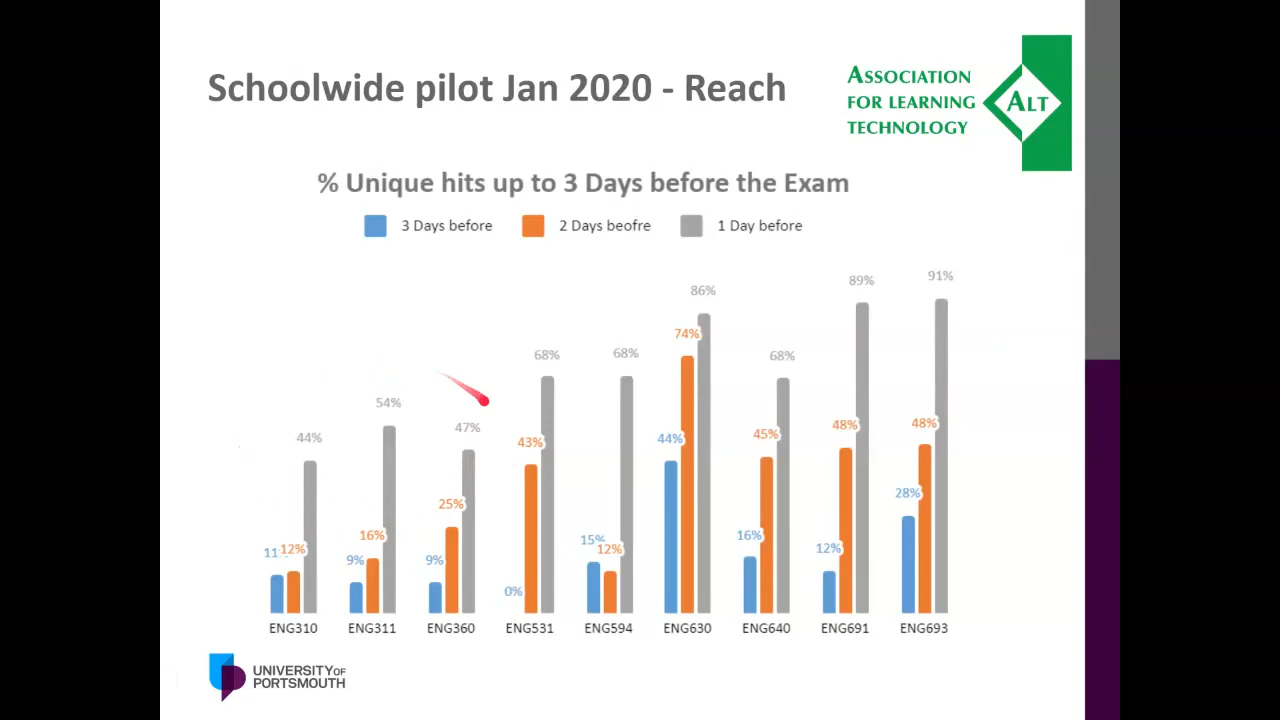 Schoolwide pilot Jan 2020 - Reach
ASSOCIATION
FOR LEARNING
TECHNOLOGY
ALT
% Unique hits up to 3 Days before the Exam
3 Days before
2 Days beofre
1 Day before
11% 12% 44%
9% 16% 54%
9% 25% 47%
0% 43% 68%
15% 12% 68%
44% 74% 86%
16% 45% 68%
12% 48% 89%
28% 48% 91%
ENG310 ENG311 ENG360 ENG531 ENG594 ENG630 ENG640 ENG691 ENG693
UNIVERSITY OF
PORTSMOUTH